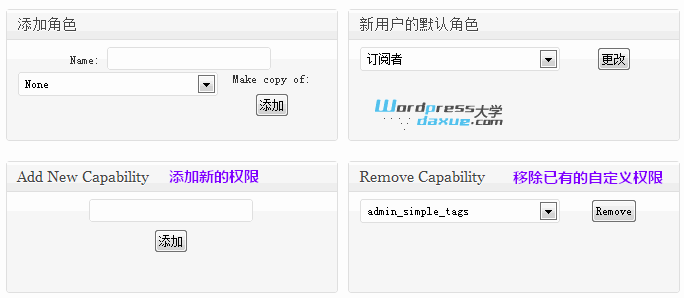 添加角色
Name:
None
Make copy of:
添加
新用户的默认角色
订阅者
更改
Wordpress大学
daxue.com
Add New Capability 添加新的权限
添加
Remove Capability 移除已有的自定义权限
admin_simple_tags
Remove